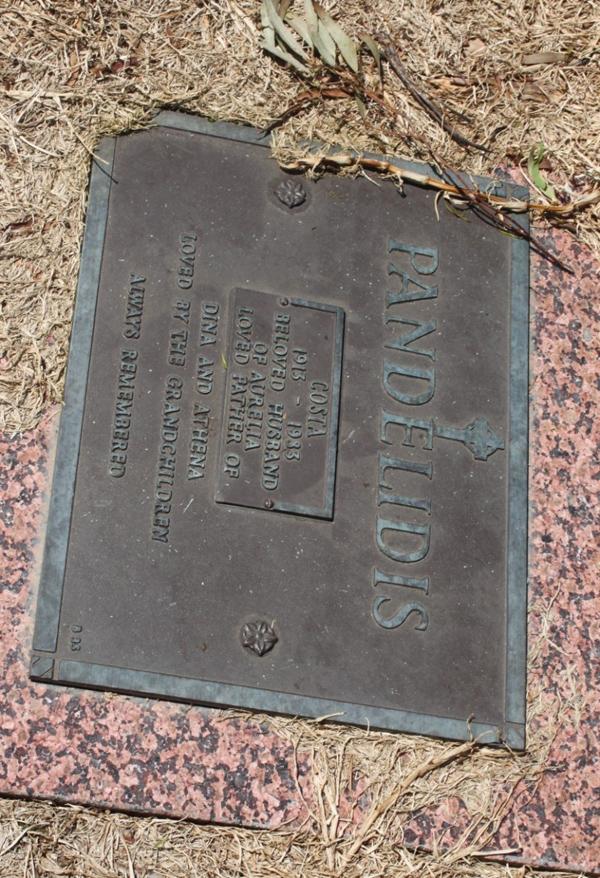 PANDELIDIS
COSTA
1913 - 1983
BELOVED HUSBAND
OF AURELIA
LOVED FATHER OF
DINA AND ATHENA
LOVED BY THE GRANDCHILDREN
ALWAYS REMEMBERED